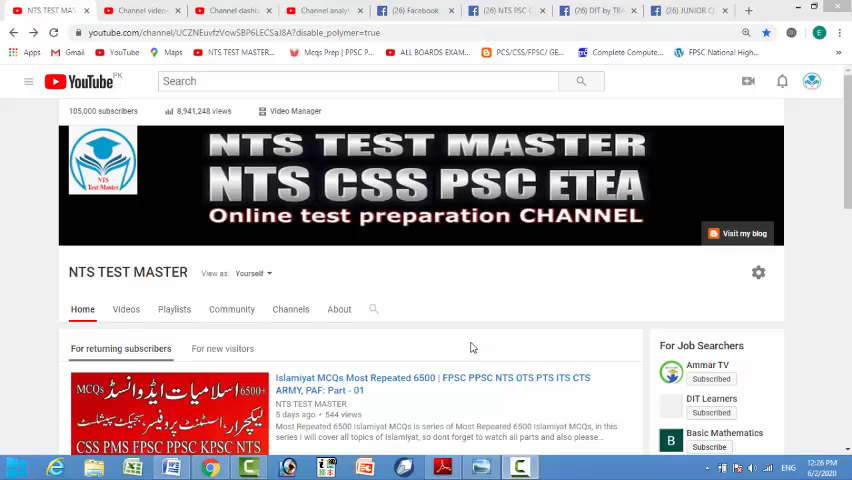 NTS TEST MAS
Channel video
Channel dashb
Channel analyt
(26) Facebook
(26) NTS PSC C
(26) DIT by TRA
(26) JUNIOR CL
youtube.com/channel/UCZNEuvfzVowSBP6LECSaJ8A?disable_polymer=true
E
Apps
Gmail
YouTube
Maps
NTS TEST MASTER...
Mcqs Prep | PPSC P...
ALL BOARDS EXAM...
PCS/CSS/FPSC/ GE...
Complete Compute...
FPSC National High...
YouTube PK
Search
105,000 subscribers
8,941,248 views
Video Manager
NTS Test Master
NTS TEST MASTER
NTS CSS PSC ETEA
Online test preparation CHANNEL
Visit my blog
NTS TEST MASTER
View as: Yourself
Home
Videos
Playlists
Community
Channels
About
For returning subscribers
For new visitors
MCQs اسلامیات ایڈوانسڈ 6500+
لیکچرار، اسسٹنٹ پروفیسر، سبجیکٹ سپیشلسٹ
CSS PMS FPSC PPSC KPSC NTS
Islamiyat MCQs Most Repeated 6500 | FPSC PPSC NTS OTS PTS ITS CTS
ARMY, PAF: Part - 01
NTS TEST MASTER
5 days ago • 544 views
Most Repeated 6500 Islamiyat MCQs is series of Most Repeated 6500 Islamiyat MCQs, in this
series I will cover all topics of Islamiyat, so dont forget to watch all parts and also please...
For Job Searchers
Ammar TV
Subscribed
DIT Learners
Subscribed
B
Basic Mathematics
Subscribe
ENG
12:26 PM
6/2/2020